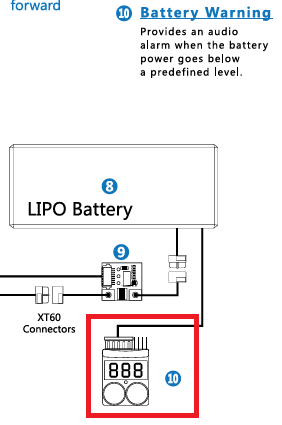 forward
10 Battery Warning
Provides an audio
alarm when the battery
power goes below
a predefined level.
8
LIPO Battery
9
XT60
Connectors
888
10